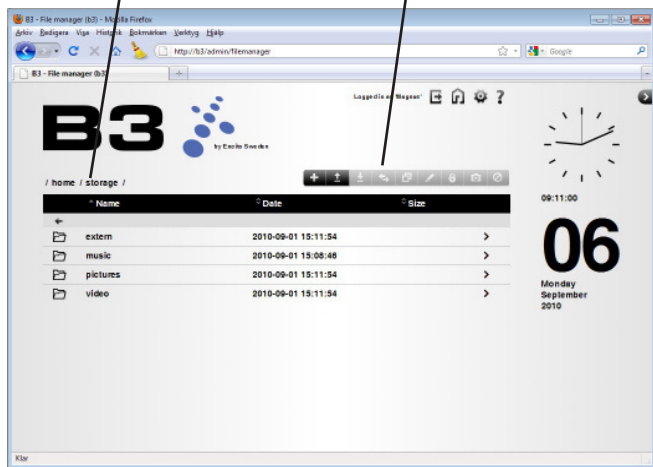 B3 - File manager (b3) - Mozilla Firefox
Arkiv Redigera Visa Historik Bokmärken Verktyg Hjälp
http://b3/admin/filemanager
Google
B3 - File manager (b3)
B3
by Excito Sweden
Logged in as
?
/ home / storage /
Name Date Size
extern 2010-09-01 15:11:54
music 2010-09-01 15:08:46
pictures 2010-09-01 15:11:54
video 2010-09-01 15:11:54
09:11:00
06
Monday
September
2010
Klar